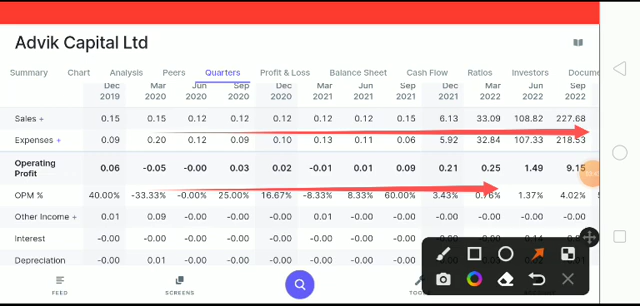 Advik Capital Ltd
Summary Chart Analysis Peers Quarters Profit & Loss Balance Sheet Cash Flow Ratios Investors Docume
Dec 2019 Mar 2020 Jun 2020 Sep 2020 Dec 2020 Mar 2021 Jun 2021 Sep 2021 Dec 2021 Mar 2022 Jun 2022 Sep 2022
Sales + 0.15 0.15 0.12 0.12 0.12 0.12 0.12 0.15 6.13 33.09 108.82 227.68
Expenses + 0.09 0.20 0.12 0.09 0.10 0.13 0.11 0.06 5.92 32.84 107.33 218.53
Operating Profit 0.06 -0.05 -0.00 0.03 0.02 -0.01 0.01 0.09 0.21 0.25 1.49 9.15
OPM % 40.00% -33.33% -0.00% 25.00% 16.67% -8.33% 8.33% 60.00% 3.43% 0.76% 1.37% 4.02%
Other Income + 0.01 0.09 -0.00 -0.00 -0.00 0.01 -0.00 -0.00 -0.00 -0.00 -0.00 -0.00
Interest -0.00 -0.00 -0.00 -0.00 -0.00 -0.00 -0.00 -0.00 0.14
Depreciation -0.00 0.01 -0.00 -0.00 -0.00 -0.00 -0.00 -0.00
FEED SCREENS